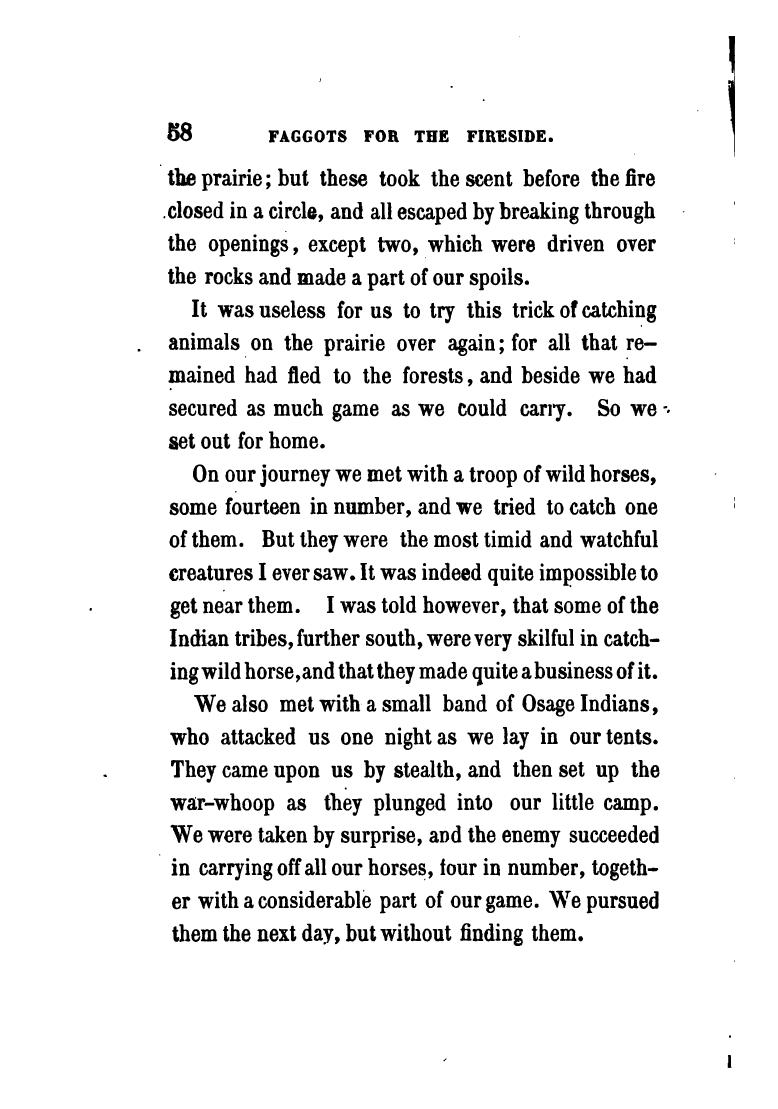 58 FAGGOTS FOR THE FIRESIDE.
the prairie; but these took the scent before the fire
closed in a circle, and all escaped by breaking through
the openings, except two, which were driven over
the rocks and made a part of our spoils.
It was useless for us to try this trick of catching
animals on the prairie over again; for all that re-
mained had fled to the forests, and beside we had
secured as much game as we could carry. So we
set out for home.
On our journey we met with a troop of wild horses,
some fourteen in number, and we tried to catch one
of them. But they were the most timid and watchful
creatures I ever saw. It was indeed quite impossible to
get near them. I was told however, that some of the
Indian tribes, further south, were very skilful in catch-
ing wild horse, and that they made quite a business of it.
We also met with a small band of Osage Indians,
who attacked us one night as we lay in our tents.
They came upon us by stealth, and then set up the
war-whoop as they plunged into our little camp.
We were taken by surprise, and the enemy succeeded
in carrying off all our horses, four in number, togeth-
er with a considerable part of our game. We pursued
them the next day, but without finding them.